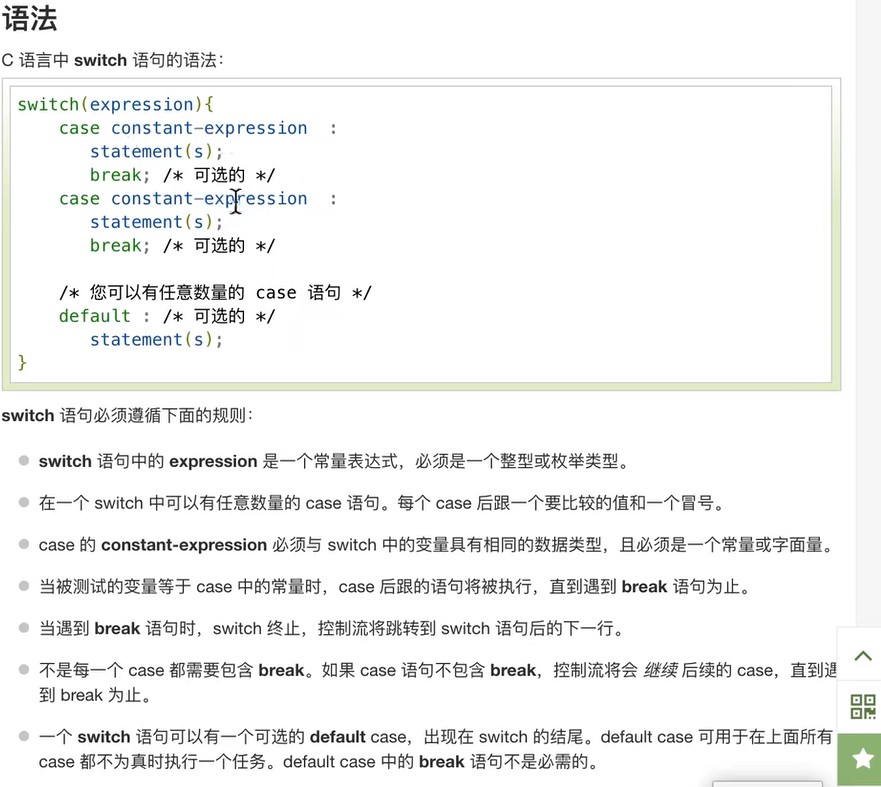 语法
C 语言中 switch 语句的语法：
switch(expression){
    case constant-expression  :
       statement(s);
       break; /* 可选的 */
    case constant-expression  :
       statement(s);
       break; /* 可选的 */
    /* 您可以有任意数量的 case 语句 */
    default : /* 可选的 */
       statement(s);
}
switch 语句必须遵循下面的规则：
switch 语句中的 expression 是一个常量表达式，必须是一个整型或枚举类型。
在一个 switch 中可以有任意数量的 case 语句。每个 case 后跟一个要比较的值和一个冒号。
case 的 constant-expression 必须与 switch 中的变量具有相同的数据类型，且必须是一个常量或字面量。
当被测试的变量等于 case 中的常量时，case 后跟的语句将被执行，直到遇到 break 语句为止。
当遇到 break 语句时，switch 终止，控制流将跳转到 switch 语句后的下一行。
不是每一个 case 都需要包含 break。如果 case 语句不包含 break，控制流将会 继续 后续的 case，直到遇
到 break 为止。
一个 switch 语句可以有一个可选的 default case，出现在 switch 的结尾。default case 可用于在上面所有
case 都不为真时执行一个任务。default case 中的 break 语句不是必需的。